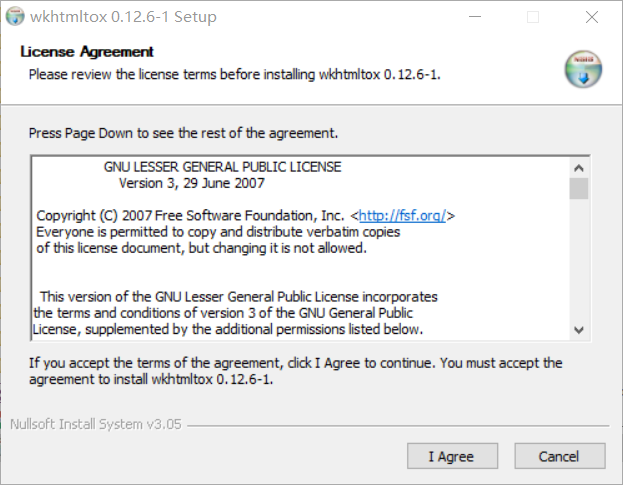 wkhtmltox 0.12.6-1 Setup
License Agreement
Please review the license terms before installing wkhtmltox 0.12.6-1.
Press Page Down to see the rest of the agreement.
GNU LESSER GENERAL PUBLIC LICENSE
Version 3, 29 June 2007
Copyright (C) 2007 Free Software Foundation, Inc. <http://fsf.org/>
Everyone is permitted to copy and distribute verbatim copies
of this license document, but changing it is not allowed.
This version of the GNU Lesser General Public License incorporates
the terms and conditions of version 3 of the GNU General Public
License, supplemented by the additional permissions listed below.
If you accept the terms of the agreement, click I Agree to continue. You must accept the
agreement to install wkhtmltox 0.12.6-1.
Nullsoft Install System v3.05
I Agree
Cancel